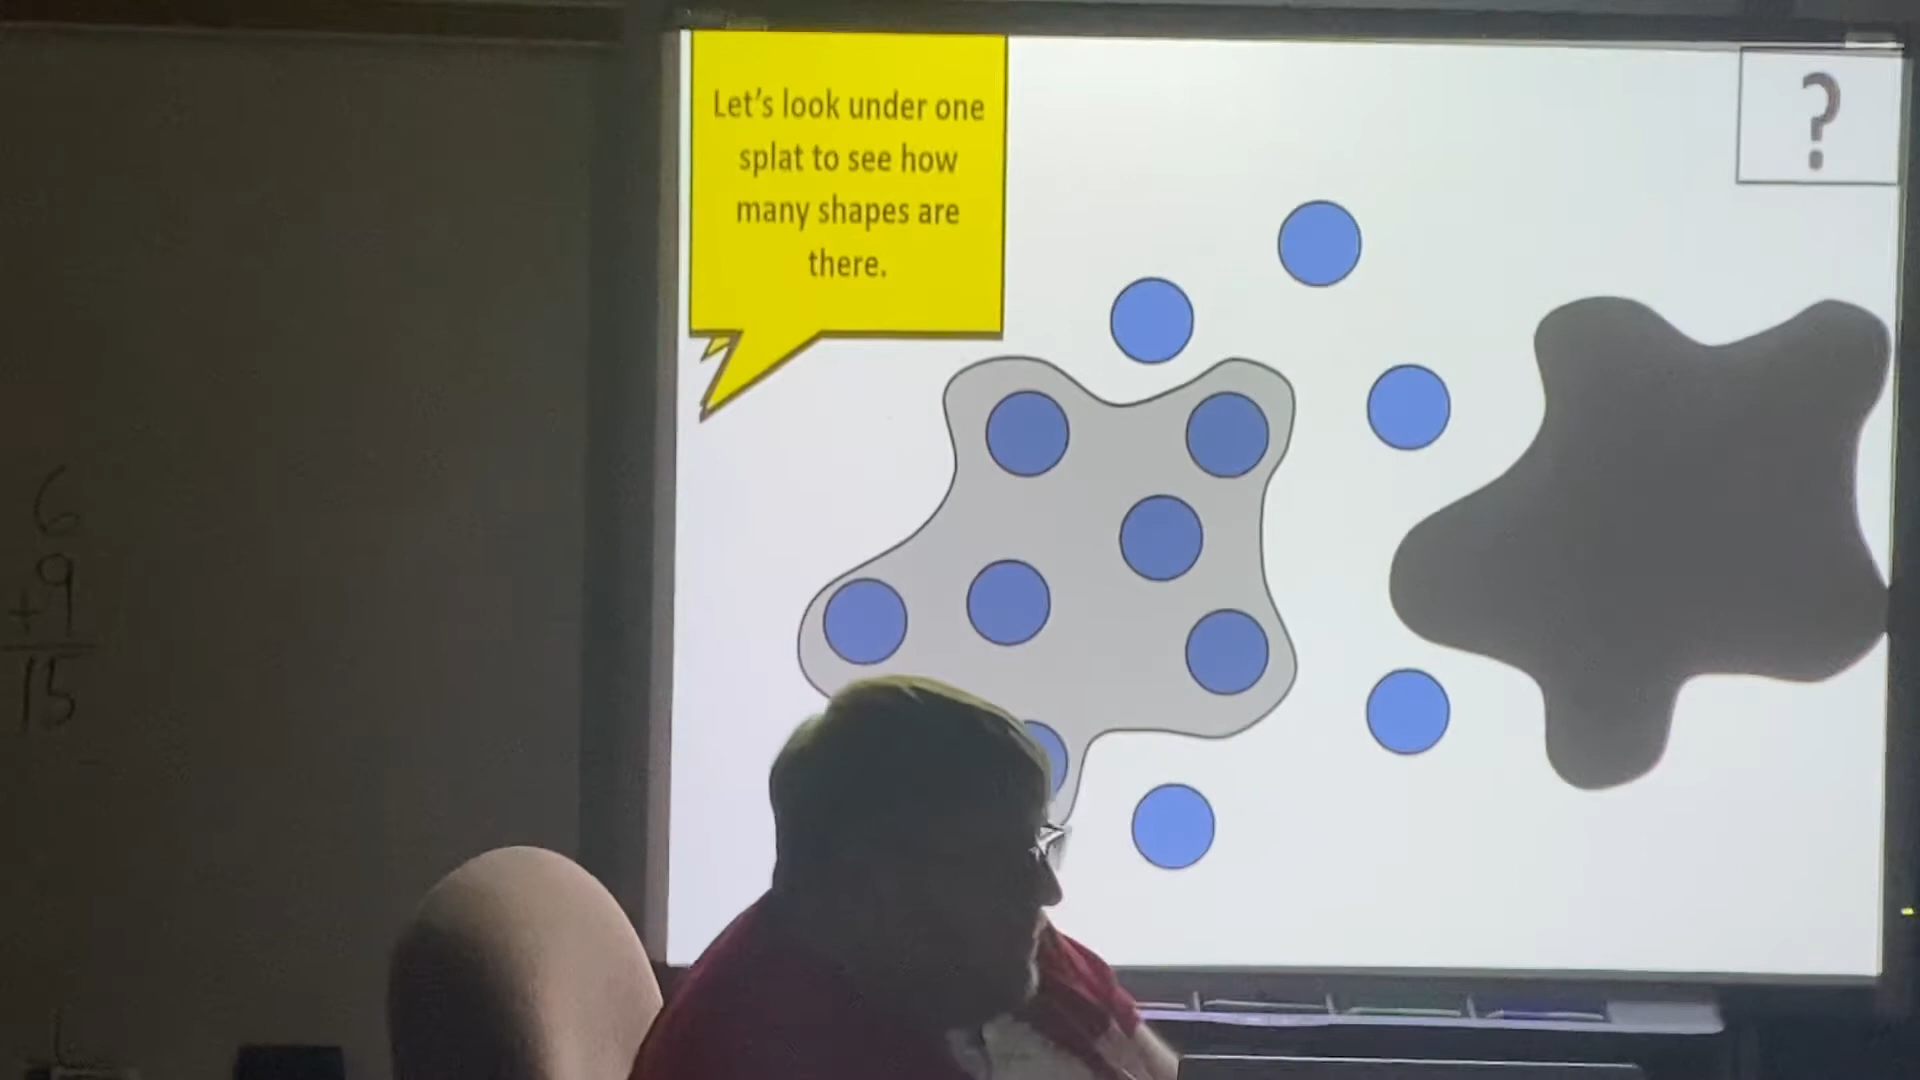 Let's look under one
splat to see how
many shapes are
there.
?
6
+9
15